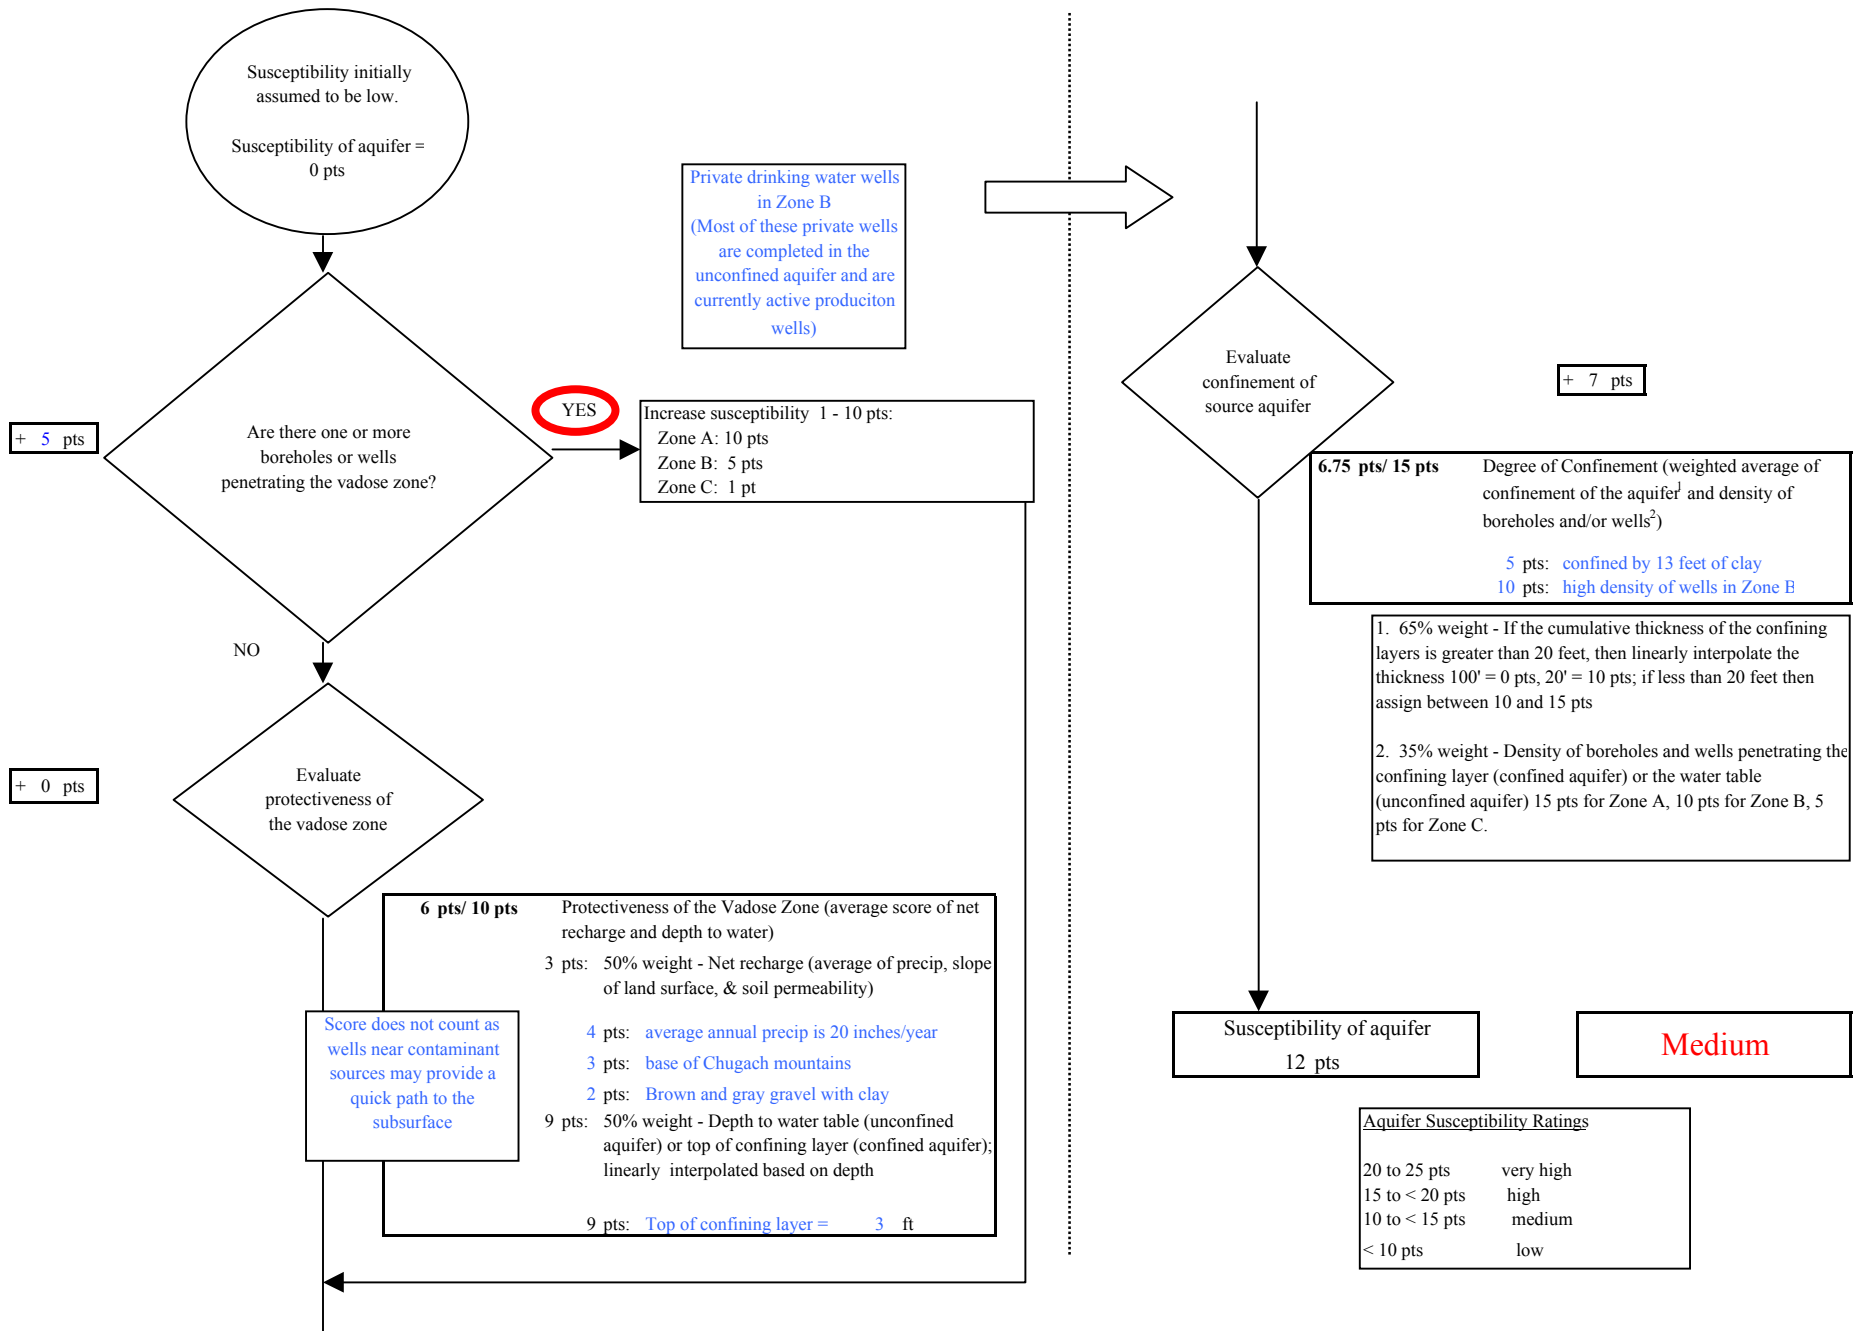 Susceptibility initially
assumed to be low.
Susceptibility of aquifer =
0 pts
Private drinking water wells
in Zone B
(Most of these private wells
are completed in the
unconfined aquifer and are
currently active produciton
wells)
+ 5 pts
Are there one or more
boreholes or wells
penetrating the vadose zone?
YES
Increase susceptibility 1 - 10 pts:
Zone A: 10 pts
Zone B: 5 pts
Zone C: 1 pt
NO
+ 0 pts
Evaluate
protectiveness of
the vadose zone
6 pts/ 10 pts Protectiveness of the Vadose Zone (average score of net
recharge and depth to water)
3 pts: 50% weight - Net recharge (average of precip, slope
of land surface, & soil permeability)
4 pts: average annual precip is 20 inches/year
3 pts: base of Chugach mountains
2 pts: Brown and gray gravel with clay
9 pts: 50% weight - Depth to water table (unconfined
aquifer) or top of confining layer (confined aquifer);
linearly interpolated based on depth
9 pts: Top of confining layer = 3 ft
Score does not count as
wells near contaminant
sources may provide a
quick path to the
subsurface
Evaluate
confinement of
source aquifer
+ 7 pts
6.75 pts/ 15 pts Degree of Confinement (weighted average of
confinement of the aquifer1 and density of
boreholes and/or wells2)
5 pts: confined by 13 feet of clay
10 pts: high density of wells in Zone B
1. 65% weight - If the cumulative thickness of the confining
layers is greater than 20 feet, then linearly interpolate the
thickness 100' = 0 pts, 20' = 10 pts; if less than 20 feet then
assign between 10 and 15 pts
2. 35% weight - Density of boreholes and wells penetrating the
confining layer (confined aquifer) or the water table
(unconfined aquifer) 15 pts for Zone A, 10 pts for Zone B, 5
pts for Zone C.
Susceptibility of aquifer
12 pts
Medium
Aquifer Susceptibility Ratings
20 to 25 pts very high
15 to < 20 pts high
10 to < 15 pts medium
< 10 pts low